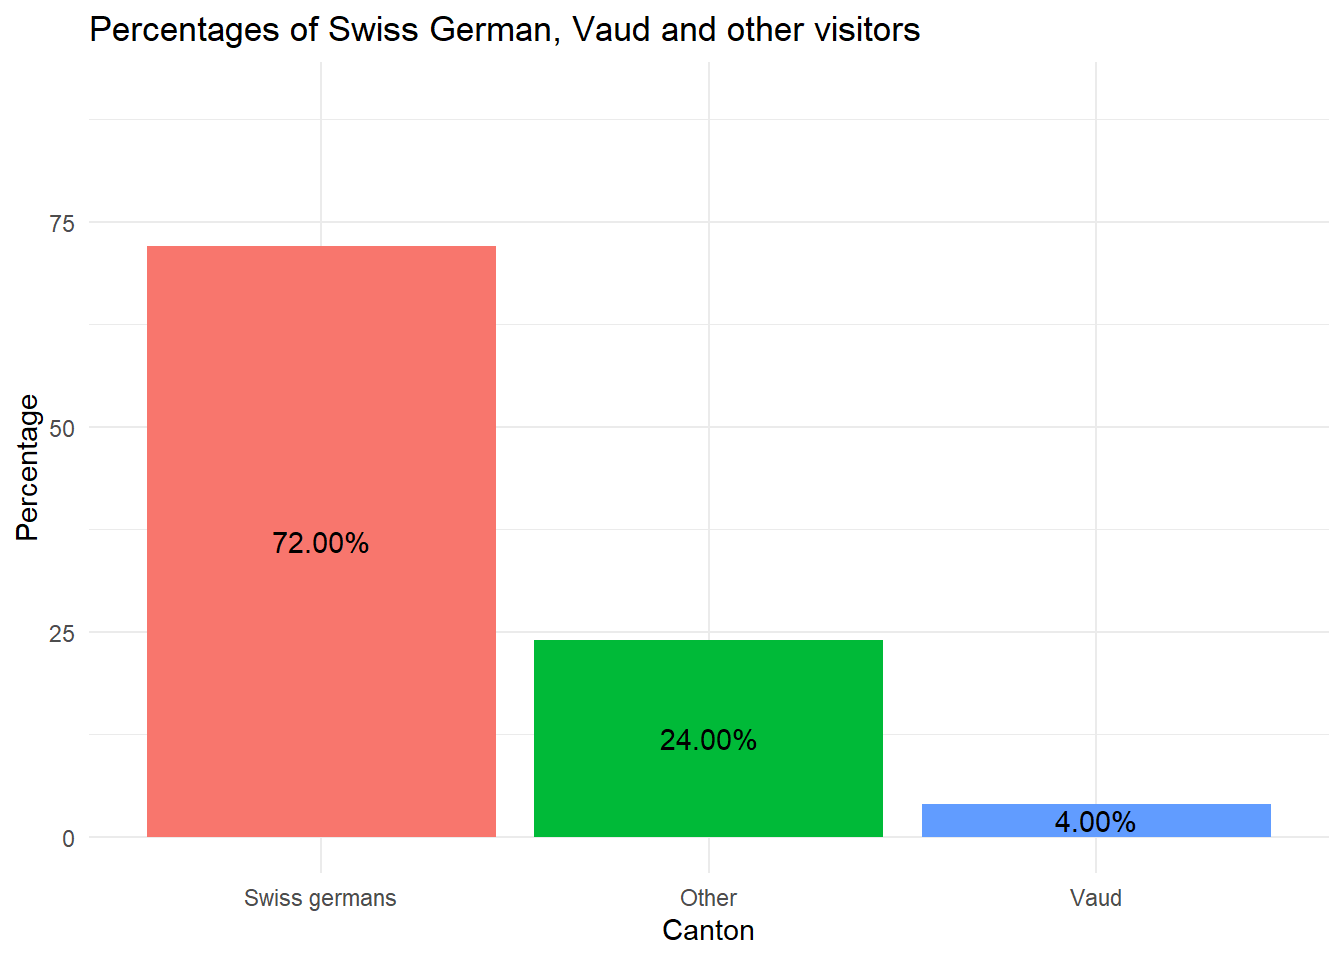 Percentages of Swiss German, Vaud and other visitors
Percentage
75
50
25
0
72.00%
24.00%
4.00%
Swiss germans
Other
Vaud
Canton